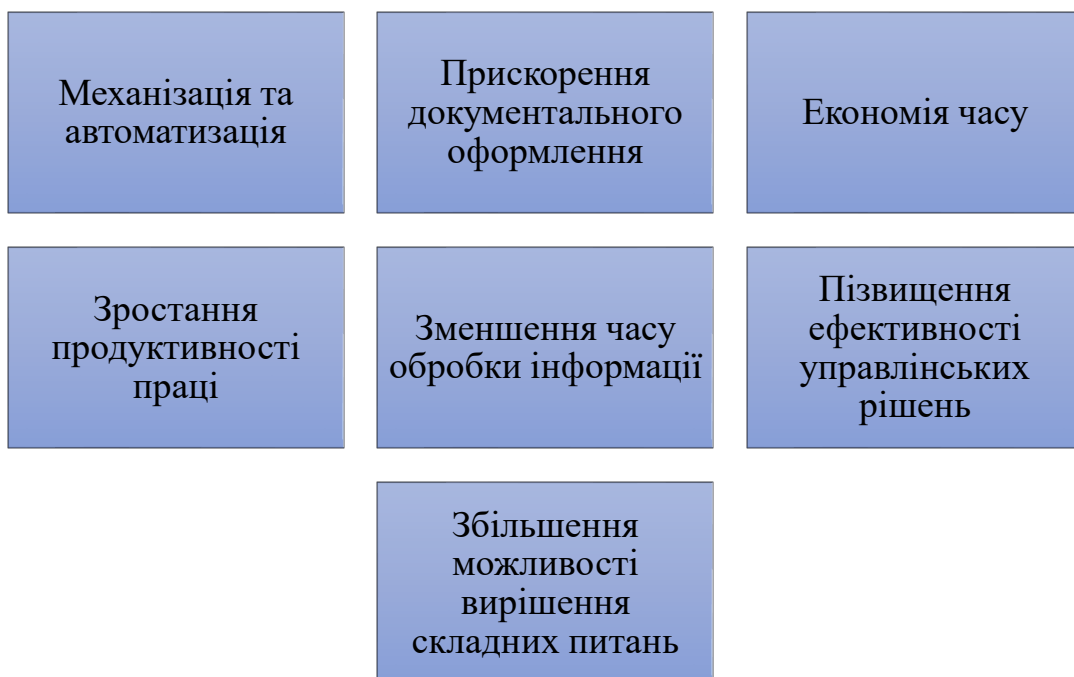 Механізація та
автоматизація
Прискорення
документального
оформлення
Економія часу
Зростання
продуктивності
праці
Зменшення часу
обробки інформації
Пізвищення
ефективності
управлінських
рішень
Збільшення
можливості
вирішення
складних питань